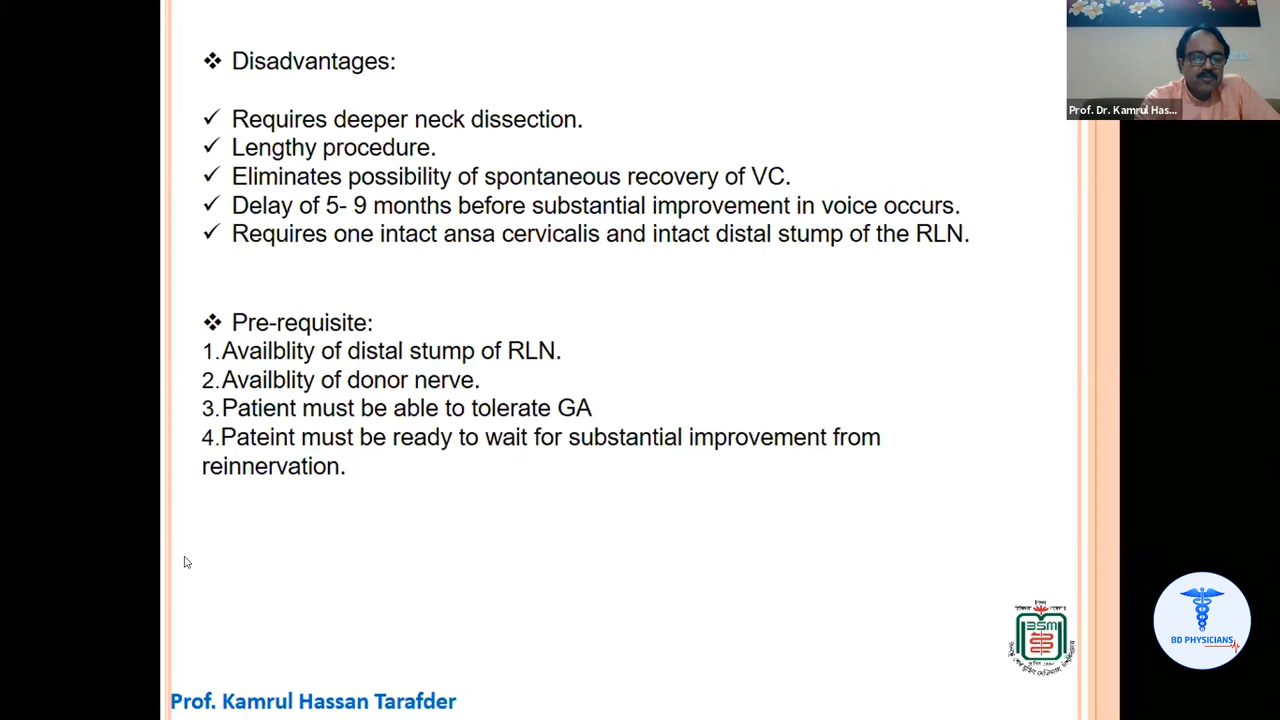 Disadvantages:
Requires deeper neck dissection.
Lengthy procedure.
Eliminates possibility of spontaneous recovery of VC.
Delay of 5- 9 months before substantial improvement in voice occurs.
Requires one intact ansa cervicalis and intact distal stump of the RLN.
Pre-requisite:
1.Availblity of distal stump of RLN.
2.Availblity of donor nerve.
3.Patient must be able to tolerate GA
4.Pateint must be ready to wait for substantial improvement from
reinnervation.
Prof. Kamrul Hassan Tarafder
Prof. Dr. Kamrul Has...
BSM
BD PHYSICIANS